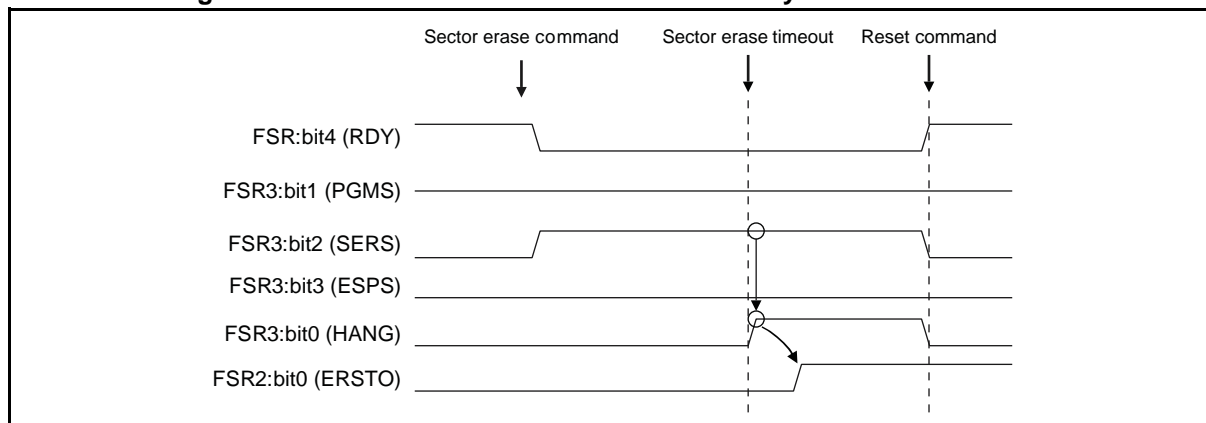 Sector erase command Sector erase timeout Reset command
FSR:bit4 (RDY)
FSR3:bit1 (PGMS)
FSR3:bit2 (SERS)
FSR3:bit3 (ESPS)
FSR3:bit0 (HANG)
FSR2:bit0 (ERSTO)